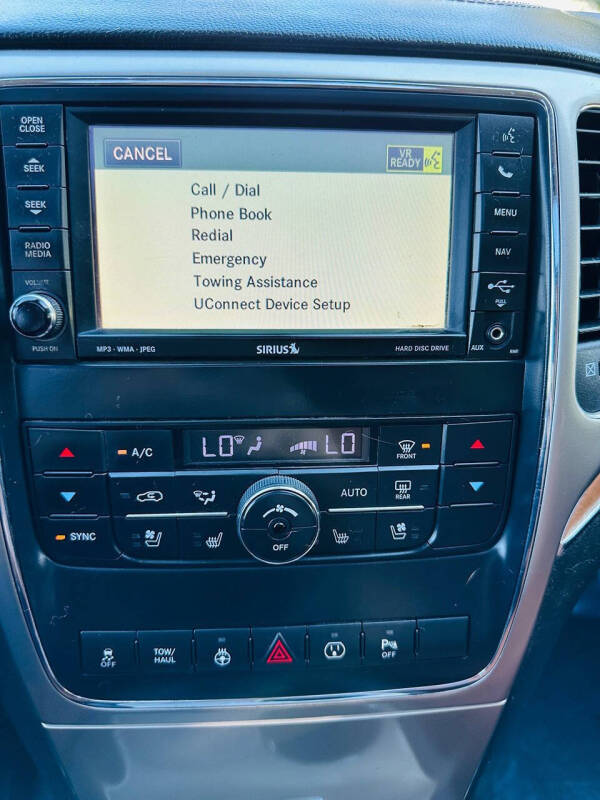 OPEN
CLOSE
SEEK
SEEK
RADIO
MEDIA
VOLUME
PUSH ON
CANCEL
VR
READY
Call / Dial
Phone Book
Redial
Emergency
Towing Assistance
UConnect Device Setup
MENU
NAV
PULL
AUX
MP3 · WMA · JPEG
SIRIUS
HARD DISC DRIVE
A/C
LO
LO
FRONT
AUTO
REAR
SYNC
OFF
OFF
TOW/
HAUL
OFF